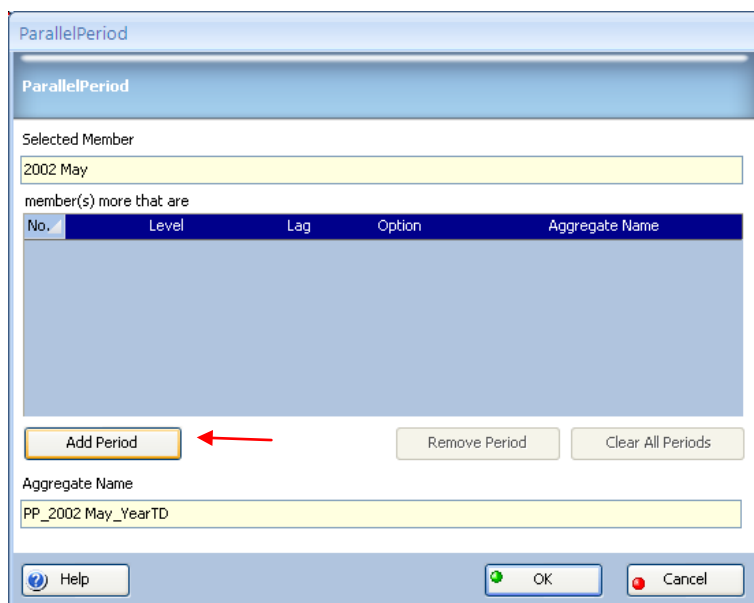 ParallelPeriod
ParallelPeriod
Selected Member
2002 May
member(s) more that are
No. Level Lag Option Aggregate Name
Add Period Remove Period Clear All Periods
Aggregate Name
PP_2002 May_YearTD
Help OK Cancel